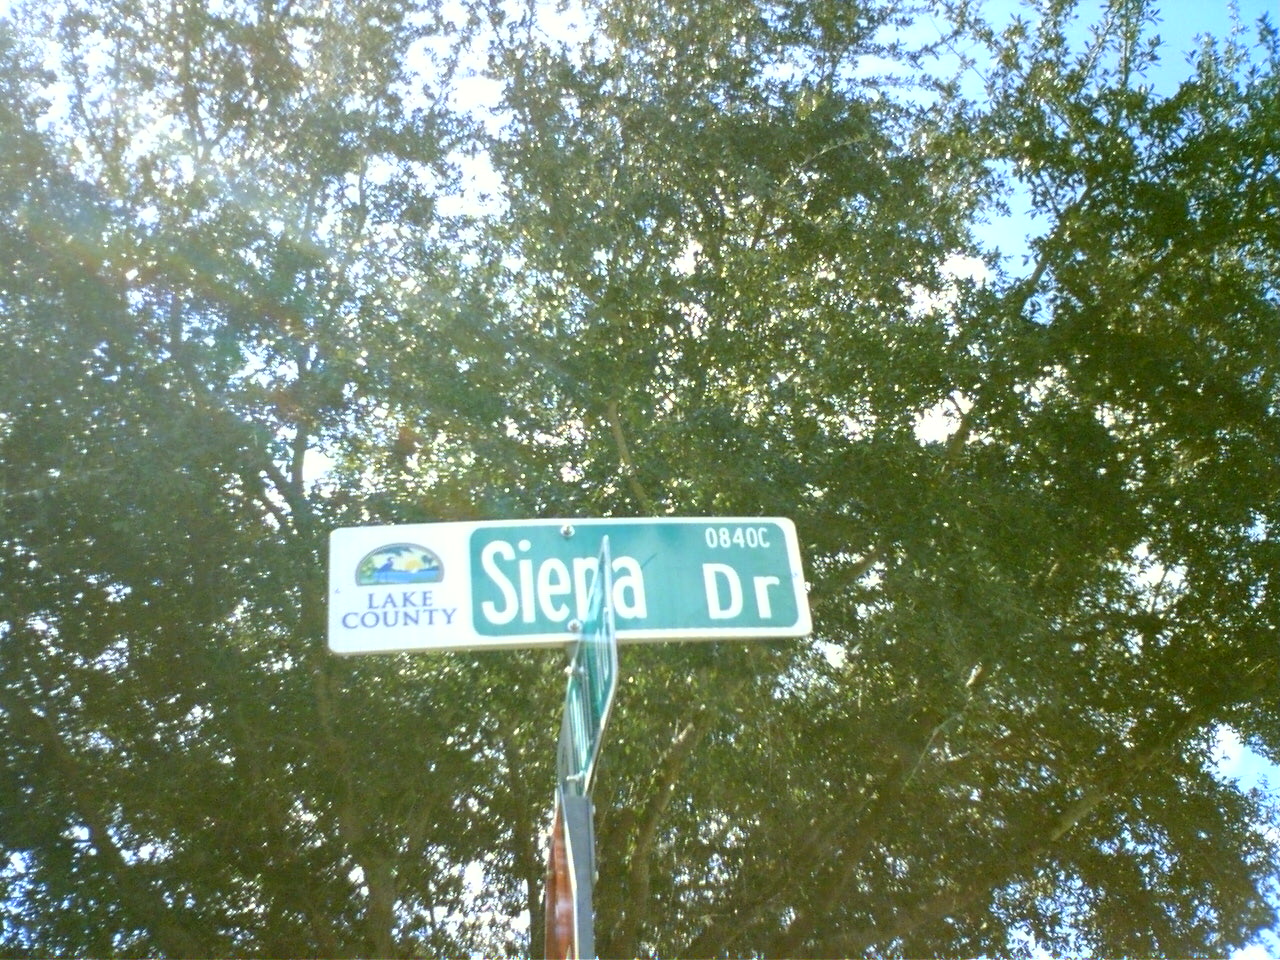 0840C
Siena Dr
LAKE
COUNTY